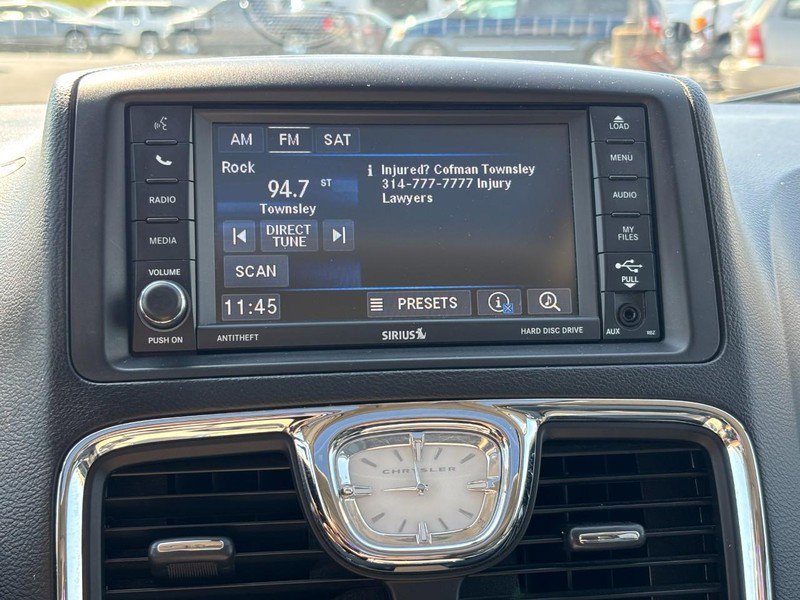 LOAD
AM FM SAT
MENU
Rock
i Injured? Cofman Townsley
314-777-7777 Injury
Lawyers
94.7 ST
Townsley
RADIO
AUDIO
MEDIA
DIRECT
TUNE
MY
FILES
VOLUME
SCAN
PULL
11:45
PRESETS
PUSH ON
ANTITHEFT
SIRIUS
HARD DISC DRIVE
AUX
RBZ
CHRYSLER